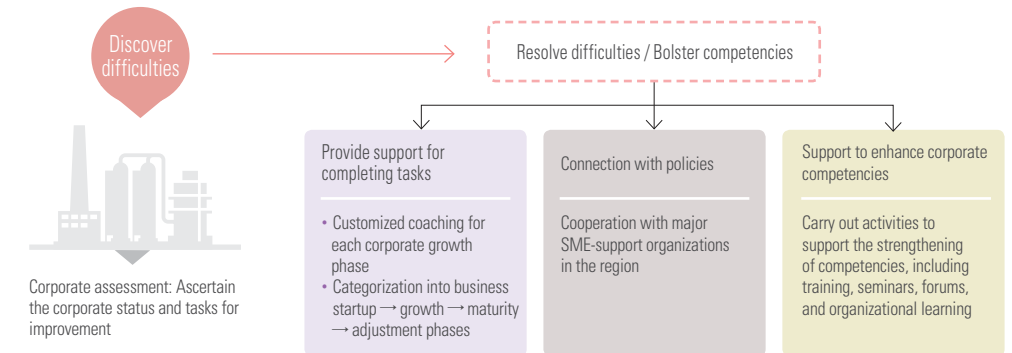 Discover
difficulties
Resolve difficulties / Bolster competencies
Corporate assessment: Ascertain
the corporate status and tasks for
improvement
Provide support for
completing tasks
• Customized coaching for
each corporate growth
phase
• Categorization into business
startup → growth → maturity
→ adjustment phases
Connection with policies
Cooperation with major
SME-support organizations
in the region
Support to enhance corporate
competencies
Carry out activities to
support the strengthening
of competencies, including
training, seminars, forums,
and organizational learning